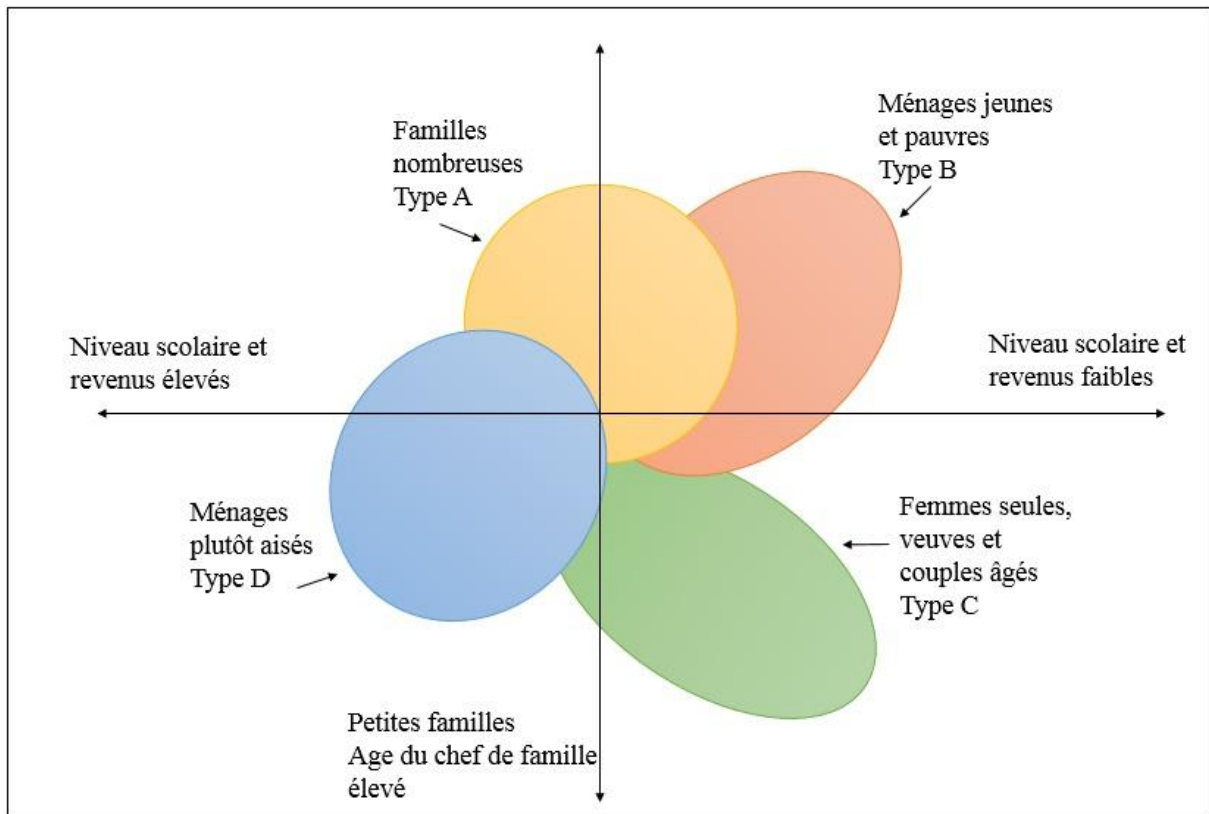 Ménages jeunes
et pauvres
Type B
Familles
nombreuses
Type A
Niveau scolaire et
revenus élevés
Niveau scolaire et
revenus faibles
Ménages
plutôt aisés
Type D
Femmes seules,
veuves et
couples âgés
Type C
Petites familles
Age du chef de famille
élevé